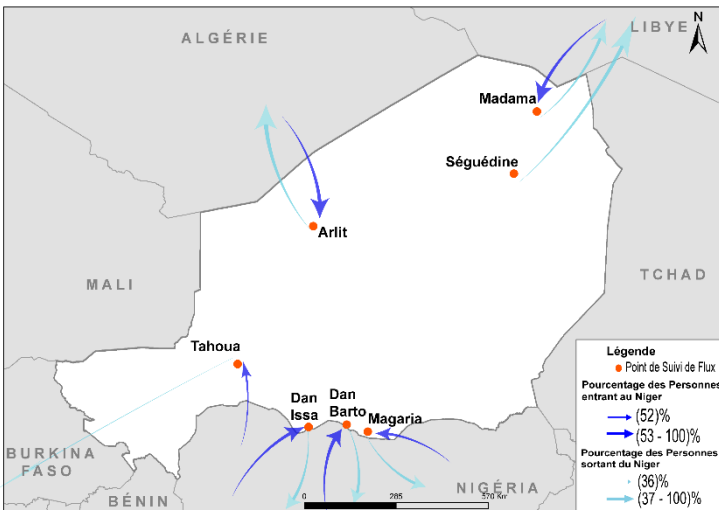 ALGÉRIE
LIBYE
N
Madama
Séguédine
Arlit
MALI
TCHAD
Tahoua
Dan
Issa
Dan
Barto
Magaria
BURKINA
FASO
BÉNIN
NIGÉRIA
0 285 570 Km
Légende
Point de Suivi de Flux
Pourcentage des Personnes
entrant au Niger
(52)%
(53 - 100)%
Pourcentage des Personnes
sortant du Niger
(36)%
(37 - 100)%